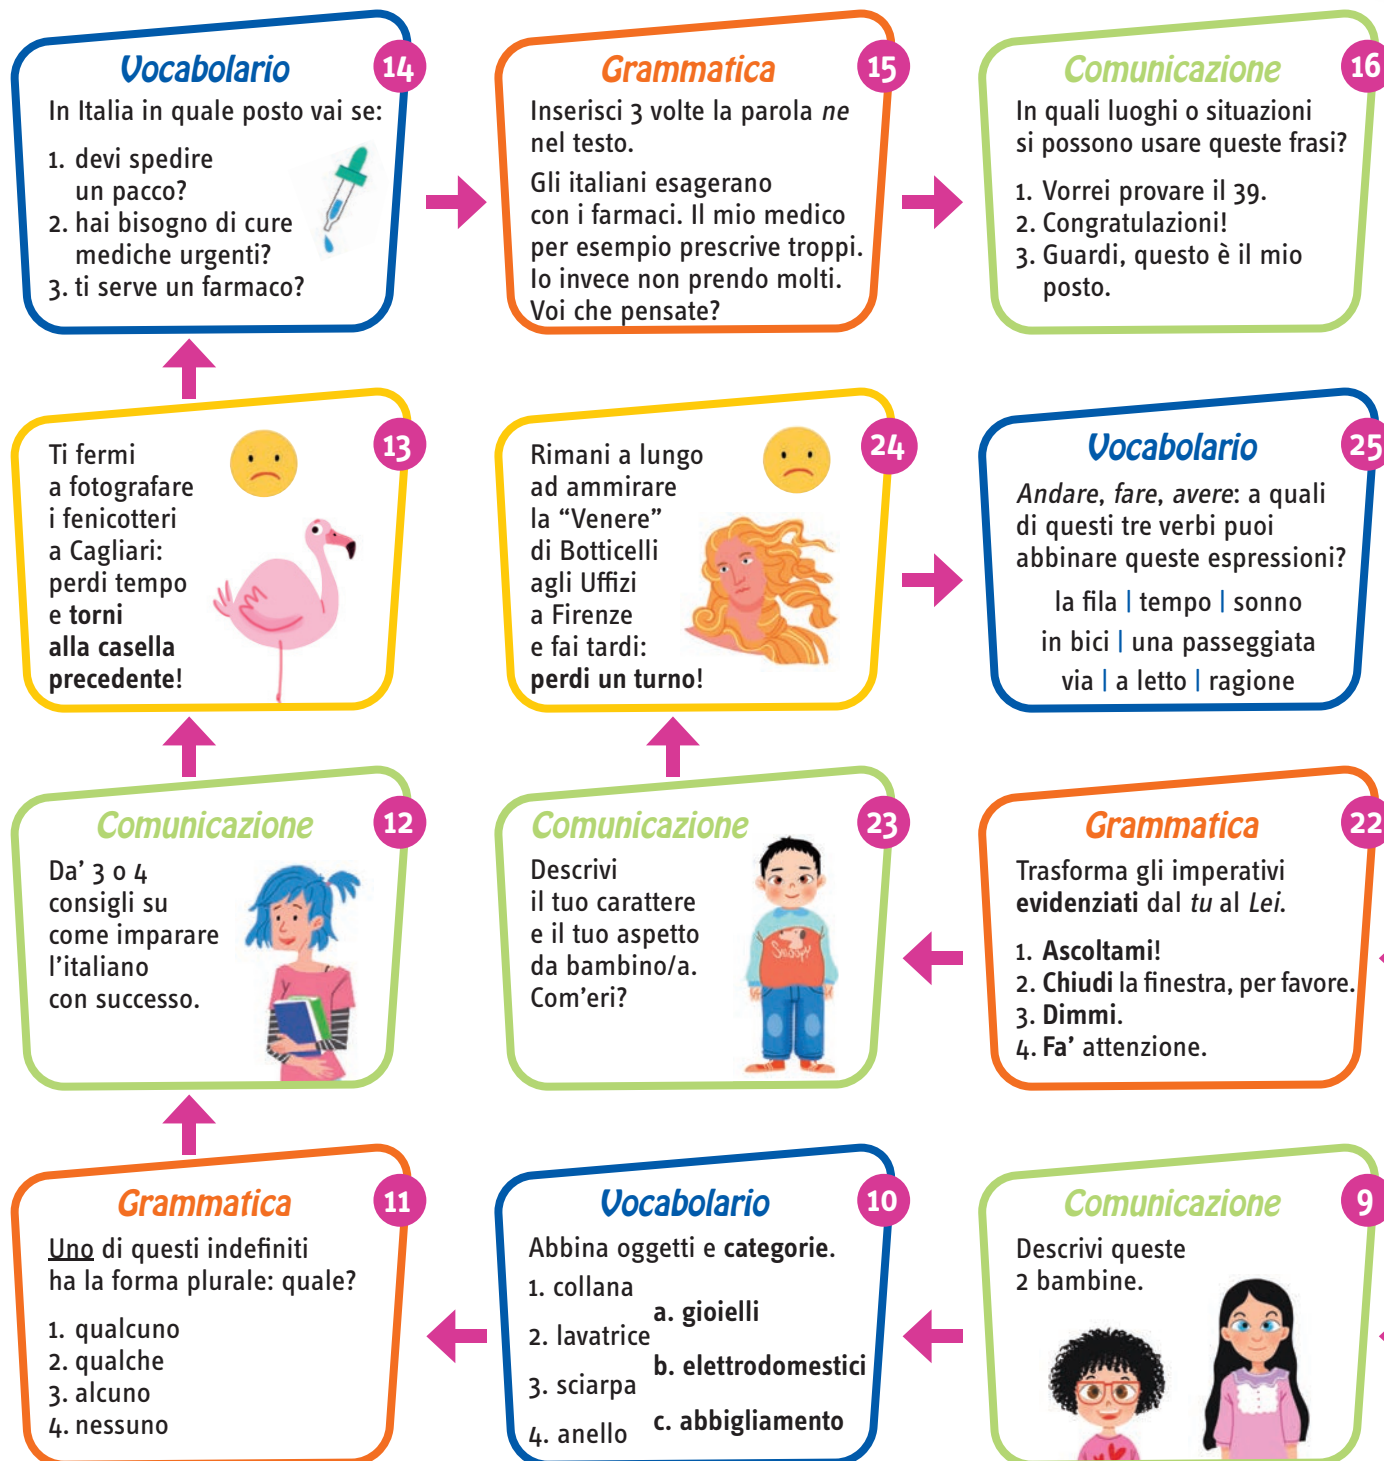 Vocabolario
14
In Italia in quale posto vai se:
1. devi spedire
un pacco?
2. hai bisogno di cure
mediche urgenti?
3. ti serve un farmaco?
Grammatica
15
Inserisci 3 volte la parola ne
nel testo.
Gli italiani esagerano
con i farmaci. Il mio medico
per esempio prescrive troppi.
Io invece non prendo molti.
Voi che pensate?
Comunicazione
16
In quali luoghi o situazioni
si possono usare queste frasi?
1. Vorrei provare il 39.
2. Congratulazioni!
3. Guardi, questo è il mio
posto.
13
Ti fermi
a fotografare
i fenicotteri
a Cagliari:
perdi tempo
e torni
alla casella
precedente!
24
Rimani a lungo
ad ammirare
la “Venere”
di Botticelli
agli Uffizi
a Firenze
e fai tardi:
perdi un turno!
Vocabolario
25
Andare, fare, avere: a quali
di questi tre verbi puoi
abbinare queste espressioni?
la fila | tempo | sonno
in bici | una passeggiata
via | a letto | ragione
Comunicazione
12
Da’ 3 o 4
consigli su
come imparare
l’italiano
con successo.
Comunicazione
23
Descrivi
il tuo carattere
e il tuo aspetto
da bambino/a.
Com’eri?
Snoopy
Grammatica
22
Trasforma gli imperativi
evidenziati dal tu al Lei.
1. Ascoltami!
2. Chiudi la finestra, per favore.
3. Dimmi.
4. Fa’ attenzione.
Grammatica
11
Uno di questi indefiniti
ha la forma plurale: quale?
1. qualcuno
2. qualche
3. alcuno
4. nessuno
Vocabolario
10
Abbina oggetti e categorie.
1. collana
2. lavatrice
3. sciarpa
4. anello
a. gioielli
b. elettrodomestici
c. abbigliamento
Comunicazione
9
Descrivi queste
2 bambine.